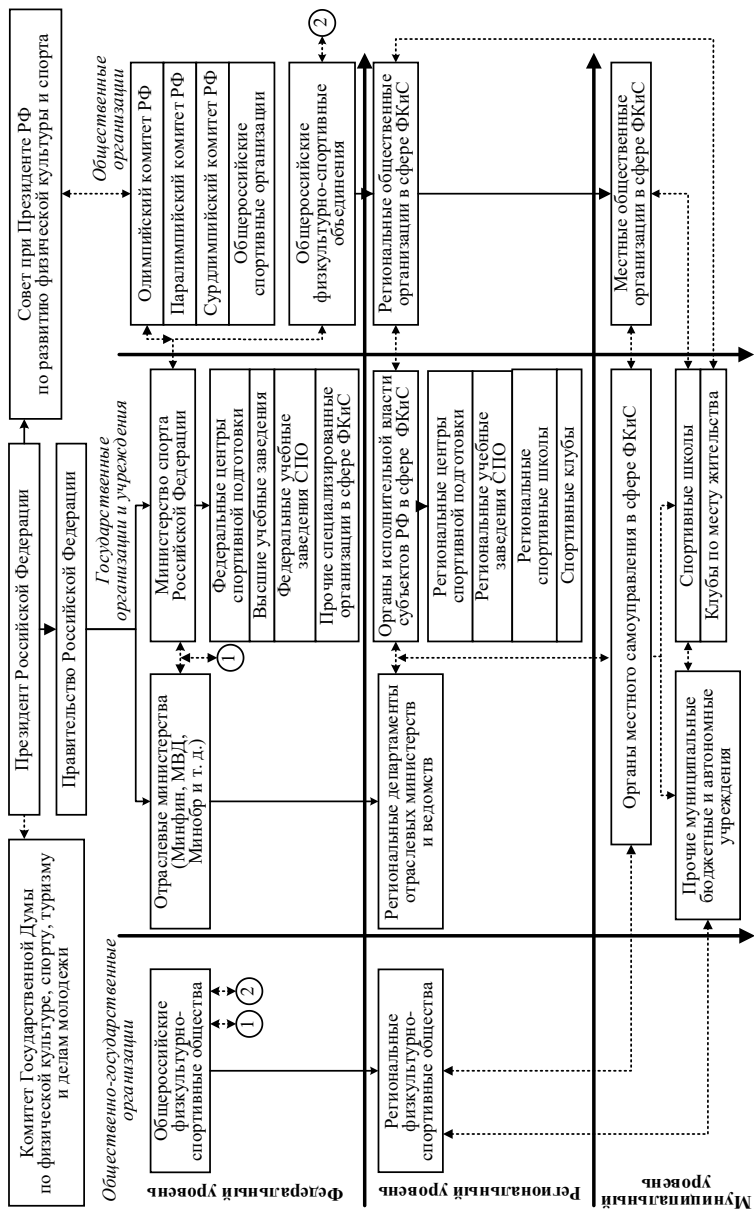 Комитет Государственной Думы
по физической культуре, спорту, туризму
и делам молодежи
Президент Российской Федерации
Правительство Российской Федерации
Совет при Президенте РФ
по развитию физической культуры и спорта
Общественно-государственные
организации
Государственные
организации и учреждения
Общественные
организации
Федеральный уровень
Общероссийские
физкультурно-
спортивные общества
1
2
Отраслевые министерства
(Минфин, МВД,
Минобр и т. д.)
1
Министерство спорта
Российской Федерации
Федеральные центры
спортивной подготовки
Высшие учебные заведения
Федеральные учебные
заведения СПО
Прочие специализированные
организации в сфере ФКиС
Олимпийский комитет РФ
Паралимпийский комитет РФ
Сурдлимпийский комитет РФ
Общероссийские
спортивные организации
Общероссийские
физкультурно-спортивные
объединения
2
Региональный уровень
Региональные
физкультурно-
спортивные общества
Региональные департаменты
отраслевых министерств
и ведомств
Органы исполнительной власти
субъектов РФ в сфере ФКиС
Региональные центры
спортивной подготовки
Региональные учебные
заведения СПО
Региональные
спортивные школы
Спортивные клубы
Региональные общественные
организации в сфере ФКиС
Муниципальный
уровень
Органы местного самоуправления в сфере ФКиС
Прочие муниципальные
бюджетные и автономные
учреждения
Спортивные школы
Клубы по месту жительства
Местные общественные
организации в сфере ФКиС